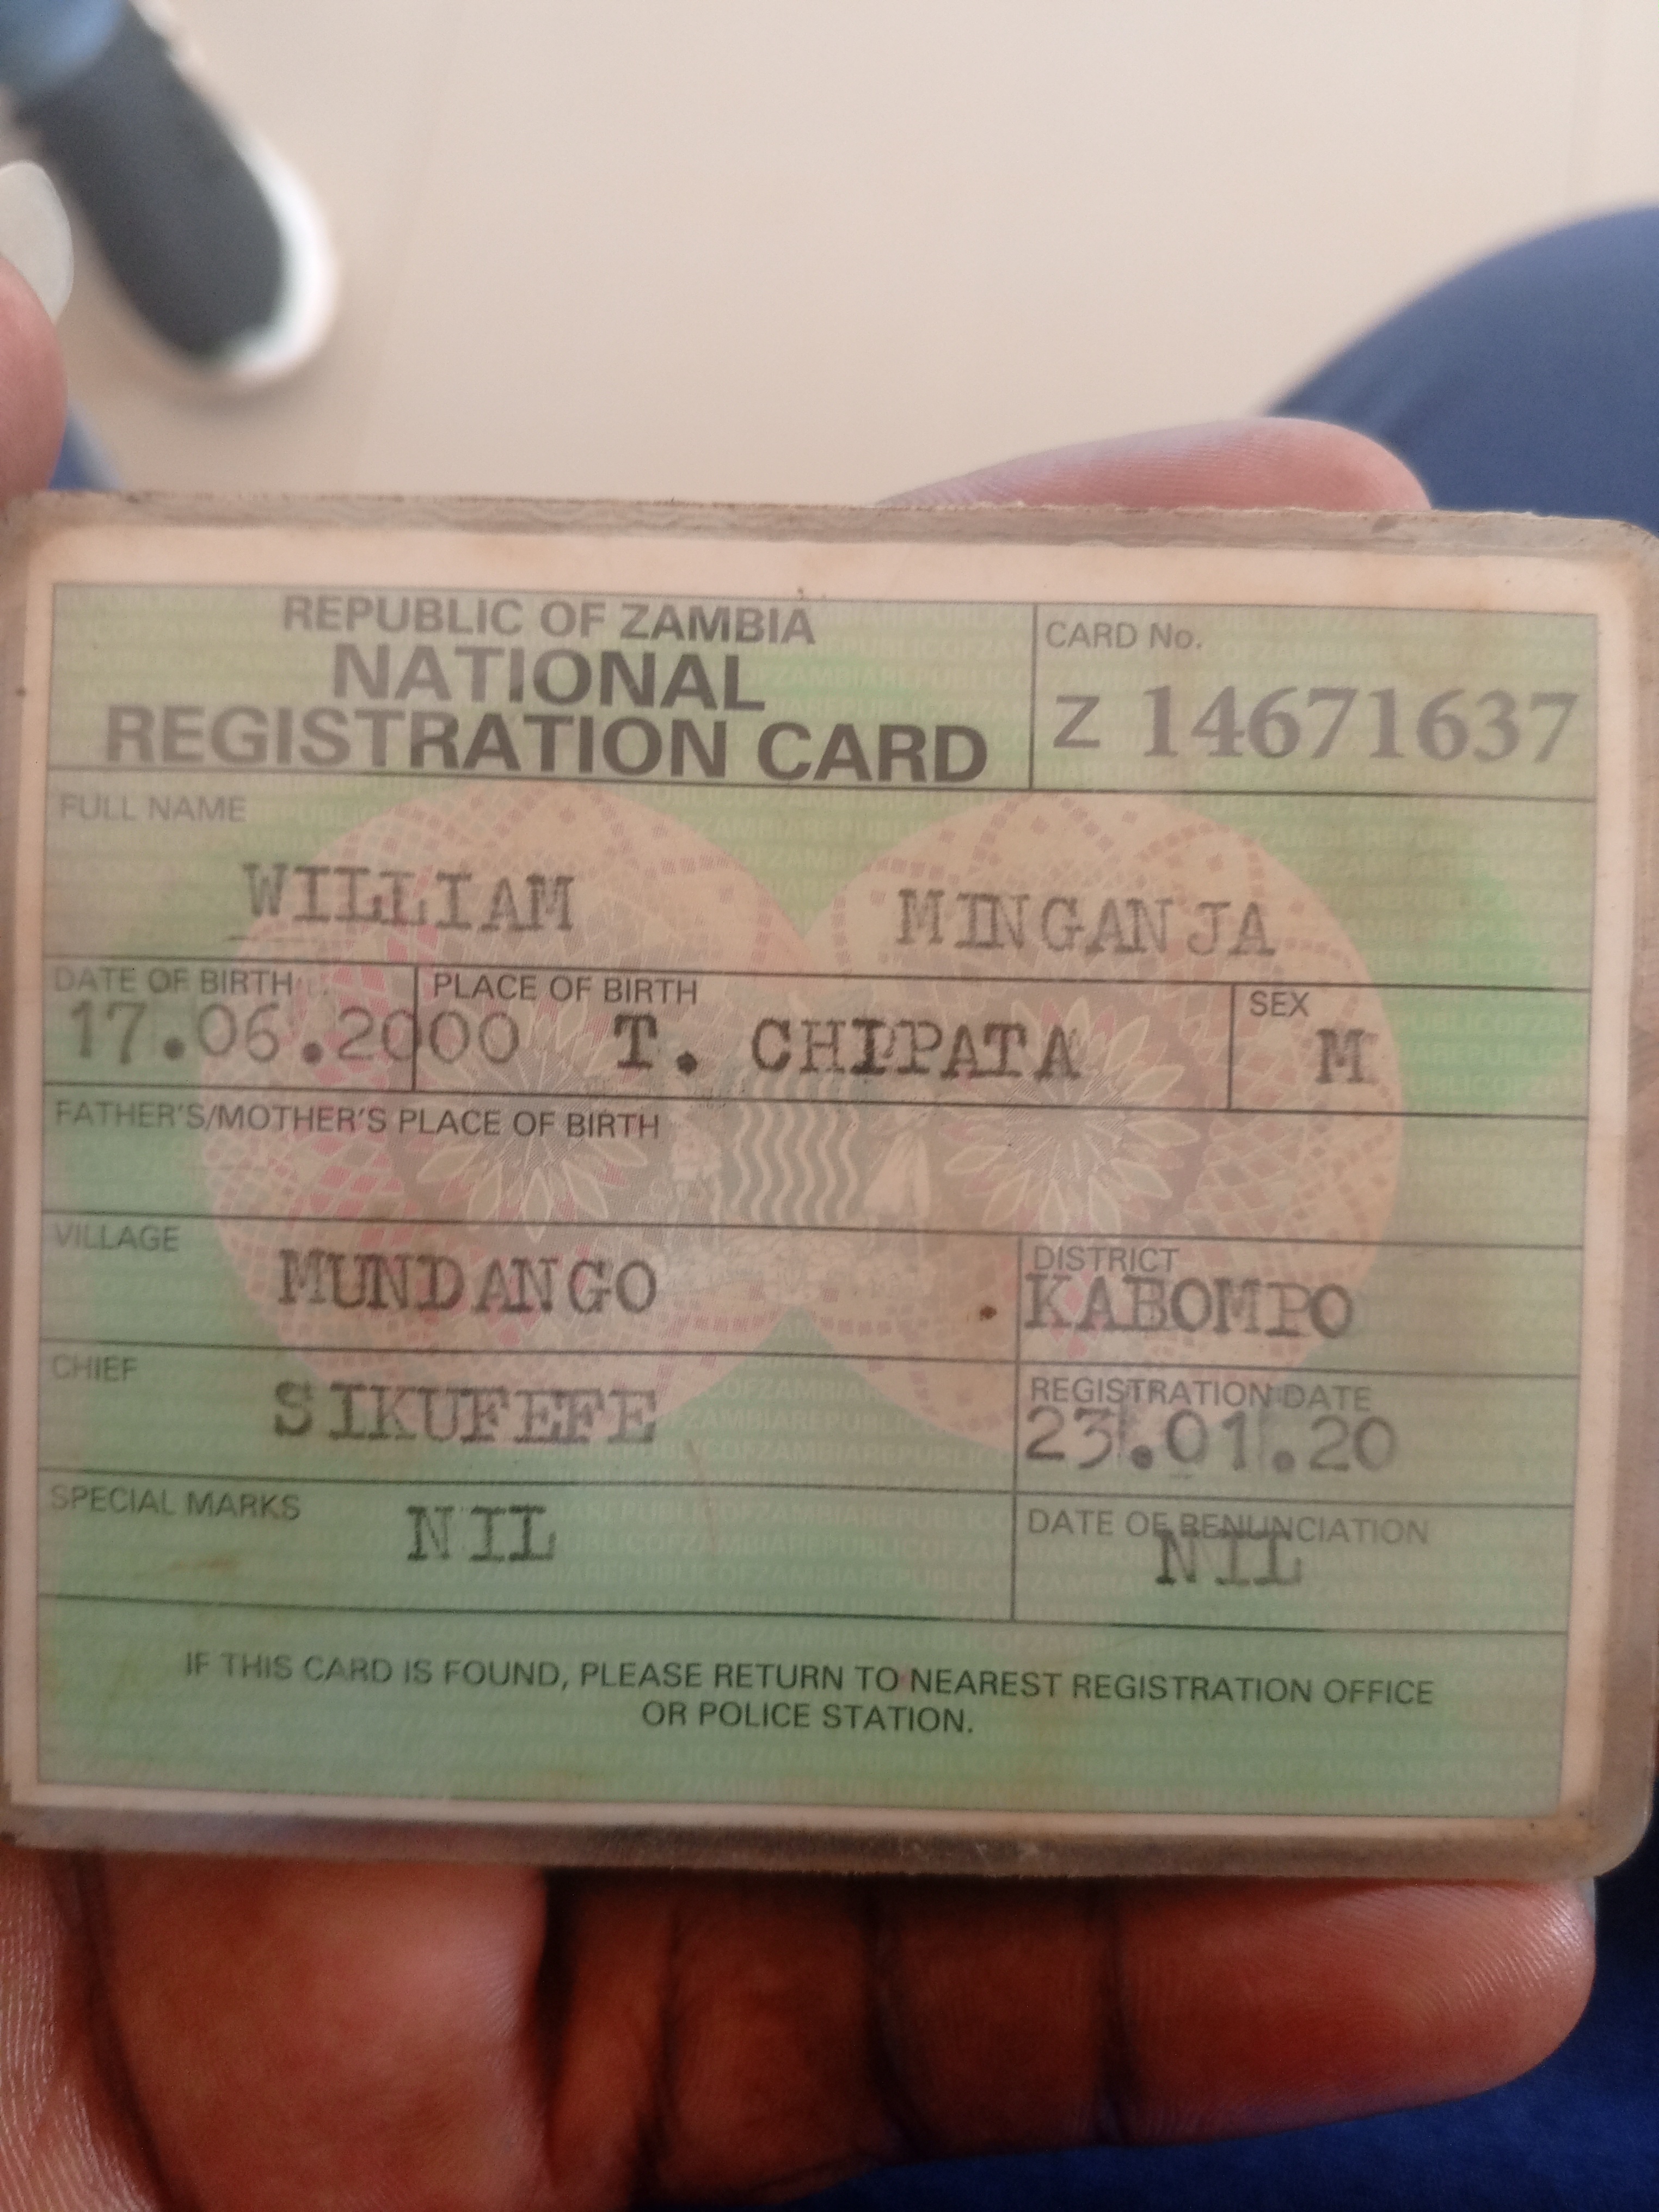 REPUBLIC OF ZAMBIA
NATIONAL
REGISTRATION CARD
CARD No.
Z 14671637
FULL NAME
WILLIAM MINGANJA
DATE OF BIRTH
17.06.2000
PLACE OF BIRTH
T. CHIPATA
SEX
M
FATHER'S/MOTHER'S PLACE OF BIRTH
VILLAGE
MUNDANGO
DISTRICT
KABOMPO
CHIEF
SIKUFEFE
REGISTRATION DATE
23.01.20
SPECIAL MARKS
NIL
DATE OF RENUNCIATION
NIL
IF THIS CARD IS FOUND, PLEASE RETURN TO NEAREST REGISTRATION OFFICE
OR POLICE STATION.